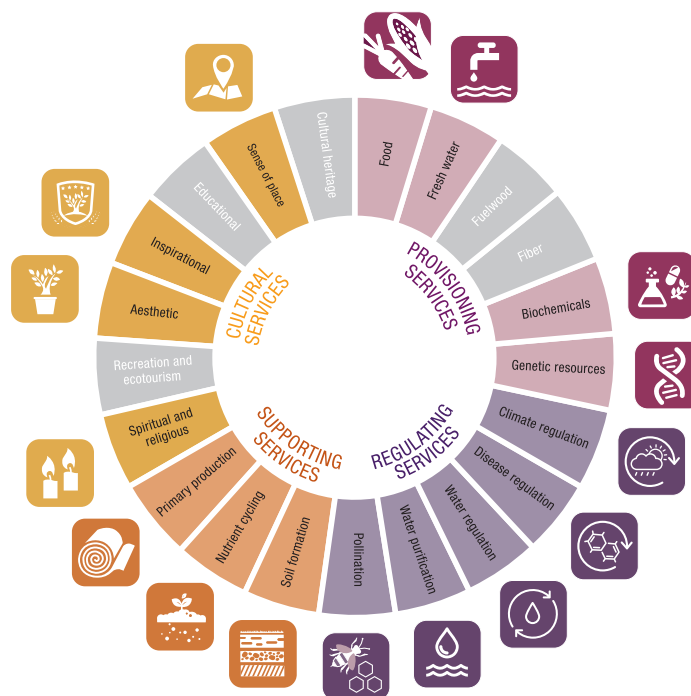 Food
Fresh water
Fuelwood
Fiber
Biochemicals
Genetic resources
Climate regulation
Disease regulation
Water regulation
Water purification
Pollination
Soil formation
Nutrient cycling
Primary production
Spiritual and
religious
Recreation and
ecotourism
Aesthetic
Inspirational
Educational
Sense of place
Cultural heritage
PROVISIONING
SERVICES
REGULATING
SERVICES
SUPPORTING
SERVICES
CULTURAL
SERVICES